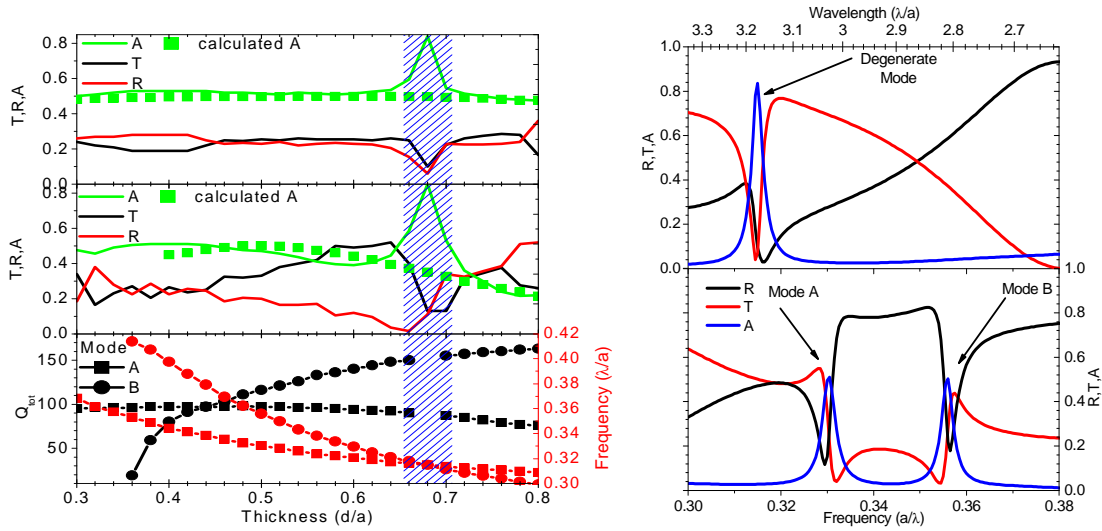 0.8
0.6
0.4
0.2
0.0
T,R,A
A
T
R
calculated A
0.8
0.6
0.4
0.2
0.0
T,R,A
A
T
R
calculated A
150
100
50
Q_tot
Mode
A
B
0.42
0.40
0.38
0.36
0.34
0.32
0.30
Frequency (λ/a)
0.3 0.4 0.5 0.6 0.7 0.8
Thickness (d/a)
Wavelength (λ/a)
3.3 3.2 3.1 3 2.9 2.8 2.7
1.0
0.8
0.6
0.4
0.2
0.0
R,T,A
Degenerate
Mode
R
T
A
Mode A
Mode B
1.0
0.8
0.6
0.4
0.2
0.0
R,T,A
0.30 0.32 0.34 0.36 0.38
Frequency (a/λ)